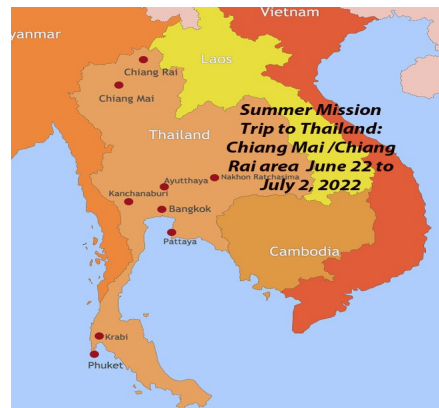 Vietnam
yanmar
Laos
Chiang Rai
Chiang Mai
Summer Mission
Trip to Thailand:
Chiang Mai /Chiang
Rai area June 22 to
July 2, 2022
Thailand
Nakhon Ratchasima
Ayutthaya
Kanchanaburi
Bangkok
Pattaya
Cambodia
Krabi
Phuket